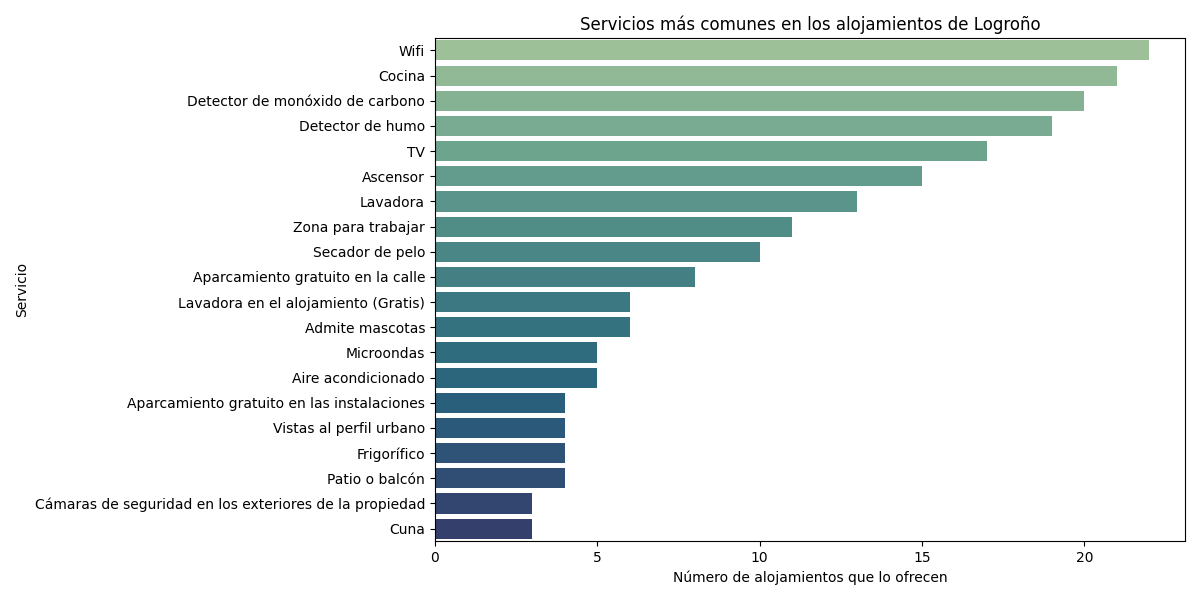 Servicios más comunes en los alojamientos de Logroño
Servicio
Wifi
Cocina
Detector de monóxido de carbono
Detector de humo
TV
Ascensor
Lavadora
Zona para trabajar
Secador de pelo
Aparcamiento gratuito en la calle
Lavadora en el alojamiento (Gratis)
Admite mascotas
Microondas
Aire acondicionado
Aparcamiento gratuito en las instalaciones
Vistas al perfil urbano
Frigorífico
Patio o balcón
Cámaras de seguridad en los exteriores de la propiedad
Cuna
0 5 10 15 20
Número de alojamientos que lo ofrecen